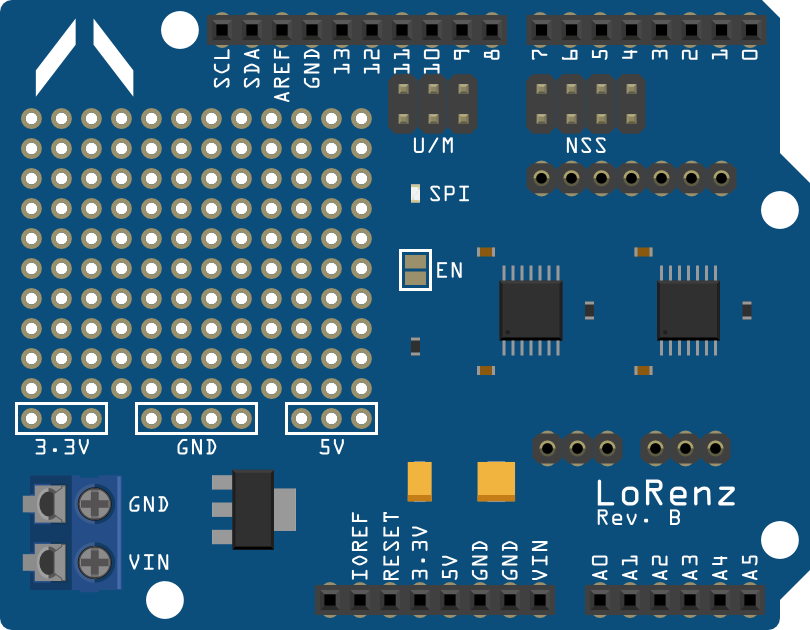 SCL SDA AREF GND 13 12 11 10 9 8 7 6 5 4 3 2 1 0
U/M NSS
SPI
EN
3.3V GND 5V
LoRenz
Rev. B
GND
VIN
IOREF RESET 3.3V 5V GND GND VIN A0 A1 A2 A3 A4 A5